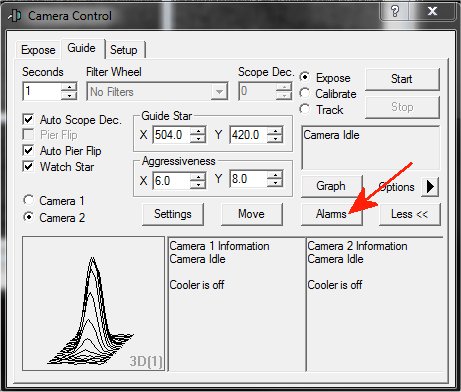 Camera Control
?
Expose Guide Setup
Seconds Filter Wheel Scope Dec.
1 No Filters 0
Expose
Calibrate
Track
Start
Stop
Auto Scope Dec.
Pier Flip
Auto Pier Flip
Watch Star
Guide Star
X 504.0 Y 420.0
Aggressiveness
X 6.0 Y 8.0
Camera Idle
Graph Options
Camera 1
Camera 2
Settings Move Alarms Less <<
3D(1)
Camera 1 Information
Camera Idle
Cooler is off
Camera 2 Information
Camera Idle
Cooler is off